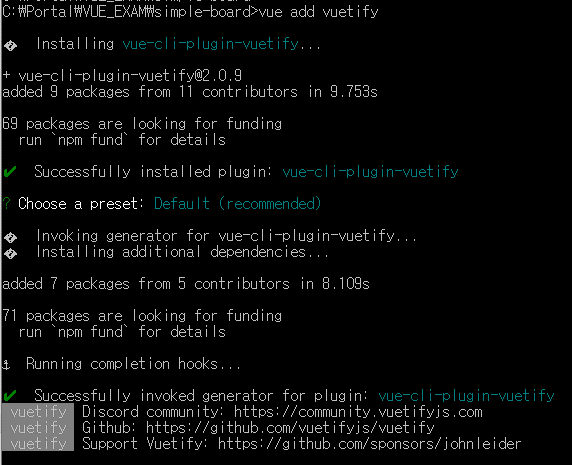 C:\Portal\VUE_EXAM\simple-board>vue add vuetify
� Installing vue-cli-plugin-vuetify...
+ vue-cli-plugin-vuetify@2.0.9
added 9 packages from 11 contributors in 9.753s
69 packages are looking for funding
run `npm fund` for details
✔ Successfully installed plugin: vue-cli-plugin-vuetify
? Choose a preset: Default (recommended)
� Invoking generator for vue-cli-plugin-vuetify...
� Installing additional dependencies...
added 7 packages from 5 contributors in 8.109s
71 packages are looking for funding
run `npm fund` for details
⚓ Running completion hooks...
✔ Successfully invoked generator for plugin: vue-cli-plugin-vuetify
vuetify Discord community: https://community.vuetifyjs.com
vuetify Github: https://github.com/vuetifyjs/vuetify
vuetify Support Vuetify: https://github.com/sponsors/johnleider